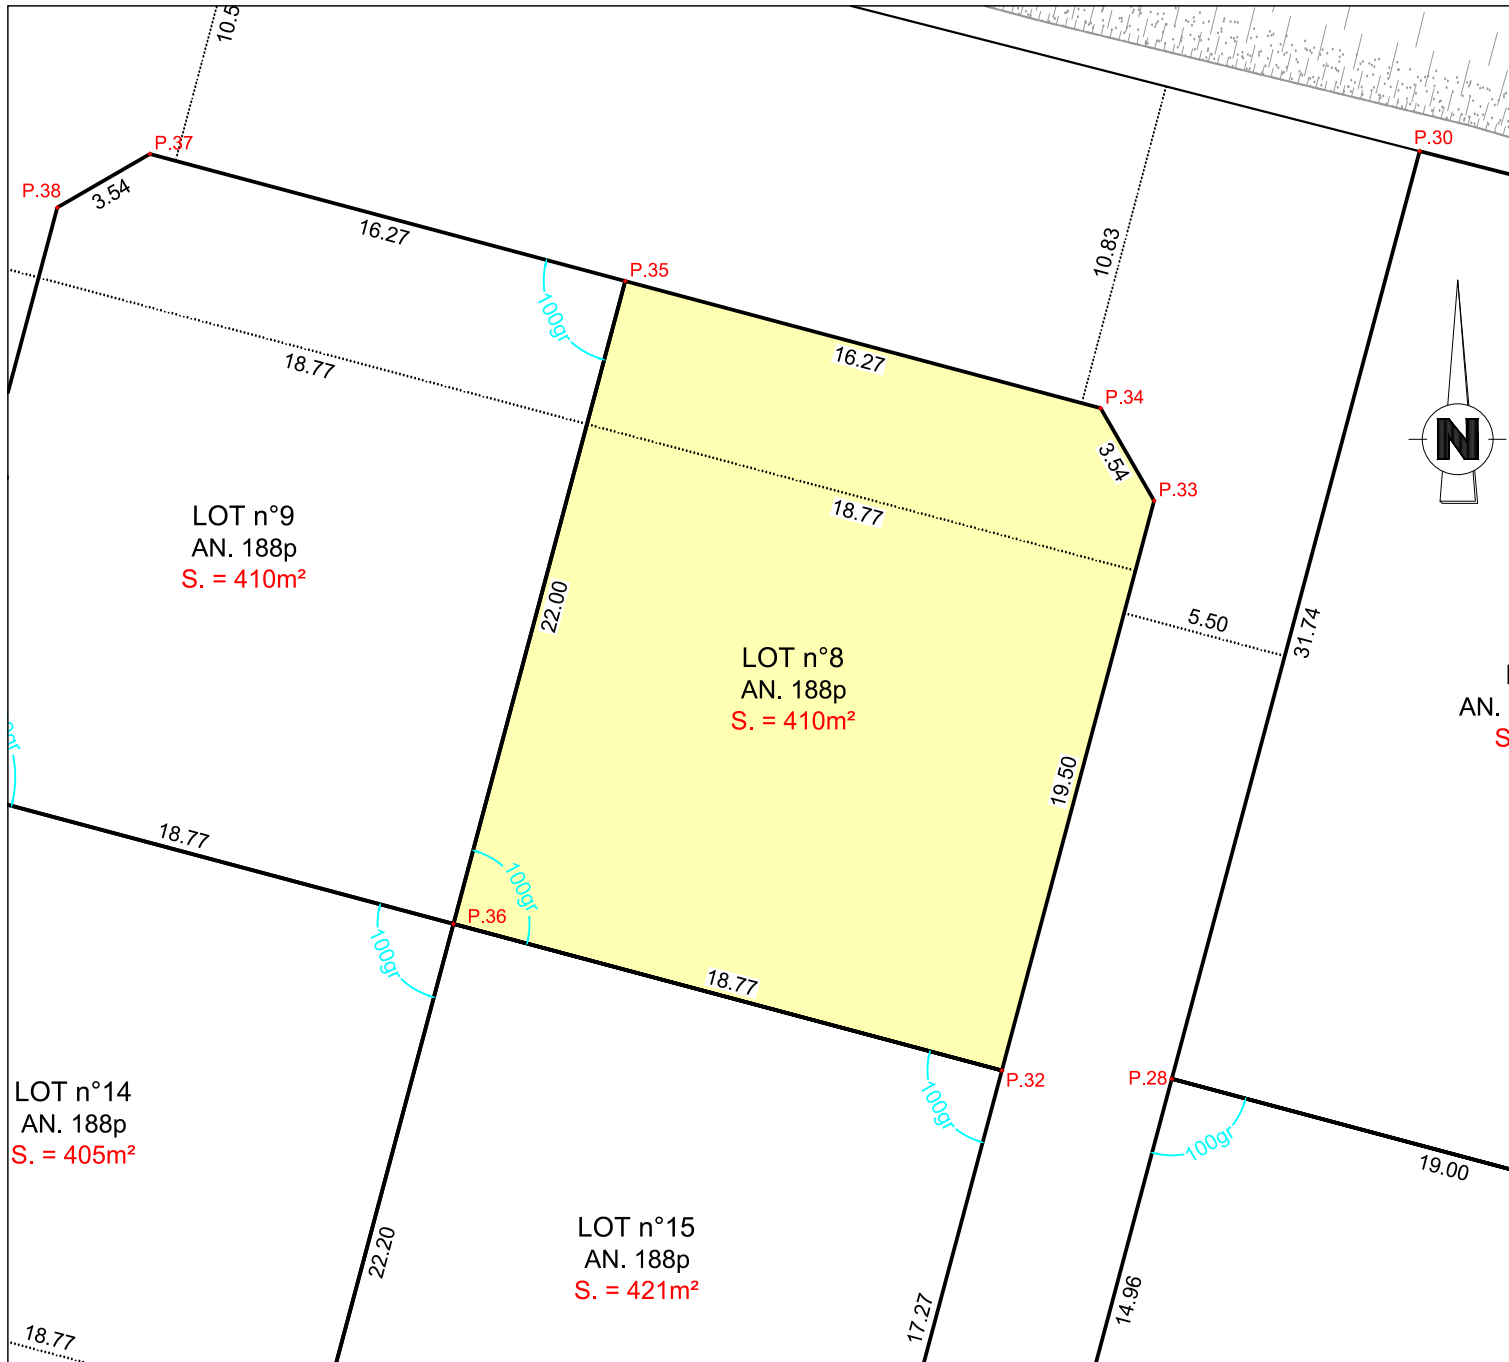 10.5
P.37
P.30
P.38
3.54
16.27
10.83
P.35
100gr
18.77
16.27
P.34
3.54
N
P.33
18.77
LOT n°9
AN. 188p
S. = 410m²
22.00
5.50
31.74
LOT n°8
AN. 188p
S. = 410m²
AN.
S
gr
19.50
18.77
100gr
P.36
100gr
18.77
P.32
P.28
100gr
100gr
19.00
LOT n°14
AN. 188p
S. = 405m²
22.20
LOT n°15
AN. 188p
S. = 421m²
17.27
14.96
18.77